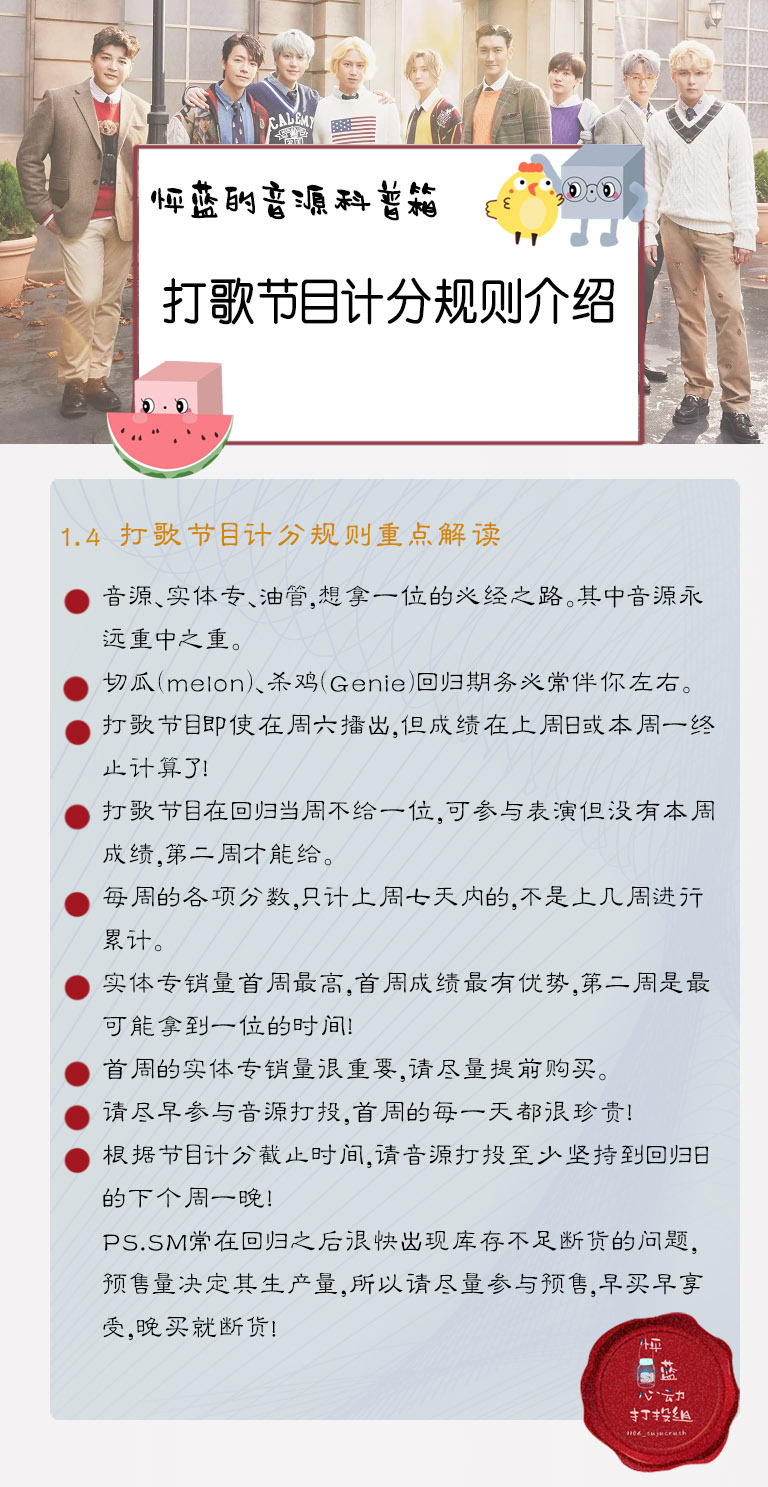 怦蓝的音源科普箱
打歌节目计分规则介绍
CALEMY
1.4 打歌节目计分规则重点解读
音源、实体专、油管,想拿一位的必经之路。其中音源永
远重中之重。
切瓜(melon)、杀鸡(Genie)回归期务必常伴你左右。
打歌节目即使在周六播出,但成绩在上周日或本周一终
止计算了!
打歌节目在回归当周不给一位,可参与表演但没有本周
成绩,第二周才能给。
每周的各项分数,只计上周七天内的,不是上几周进行
累计。
实体专销量首周最高,首周成绩最有优势,第二周是最
可能拿到一位的时间!
首周的实体专销量很重要,请尽量提前购买。
请尽早参与音源打投,首周的每一天都很珍贵!
根据节目计分截止时间,请音源打投至少坚持到回归日
的下个周一晚!
PS.SM常在回归之后很快出现库存不足断货的问题,
预售量决定其生产量,所以请尽量参与预售,早买早享
受,晚买就断货!
怦
蓝
心动
打投组
1106_sujucrush